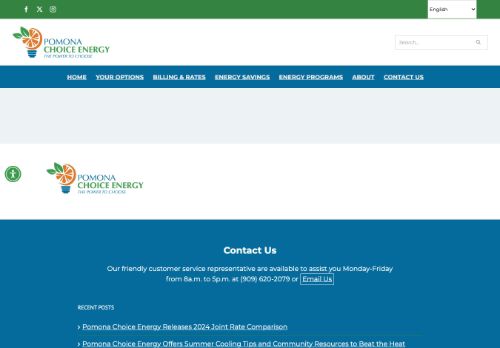 English
POMONA
CHOICE ENERGY
THE POWER TO CHOOSE
Search...
HOME YOUR OPTIONS BILLING & RATES ENERGY SAVINGS ENERGY PROGRAMS ABOUT CONTACT US
POMONA
CHOICE ENERGY
THE POWER TO CHOOSE
Contact Us
Our friendly customer service representative are available to assist you Monday-Friday
from 8a.m. to 5p.m. at (909) 620-2079 or Email Us
RECENT POSTS
Pomona Choice Energy Releases 2024 Joint Rate Comparison
Pomona Choice Energy Offers Summer Cooling Tips and Community Resources to Beat the Heat